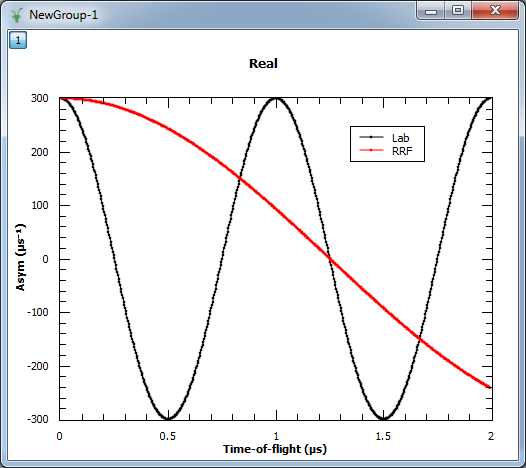 NewGroup-1
1
Real
300
200
100
0
-100
-200
-300
Asym (µs⁻¹)
Lab
RRF
0
0.5
1
1.5
2
Time-of-flight (µs)